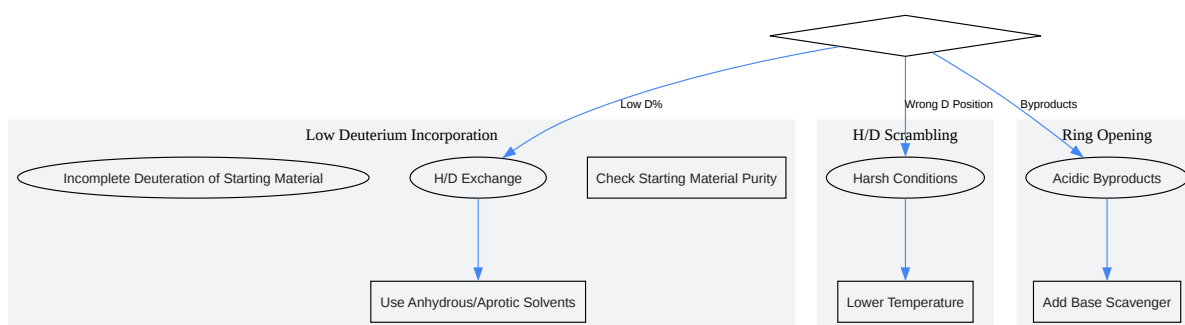 Low D%
Wrong D Position
Byproducts
Low Deuterium Incorporation
H/D Scrambling
Ring Opening
Incomplete Deuteration of Starting Material
H/D Exchange
Check Starting Material Purity
Harsh Conditions
Acidic Byproducts
Use Anhydrous/Aprotic Solvents
Lower Temperature
Add Base Scavenger